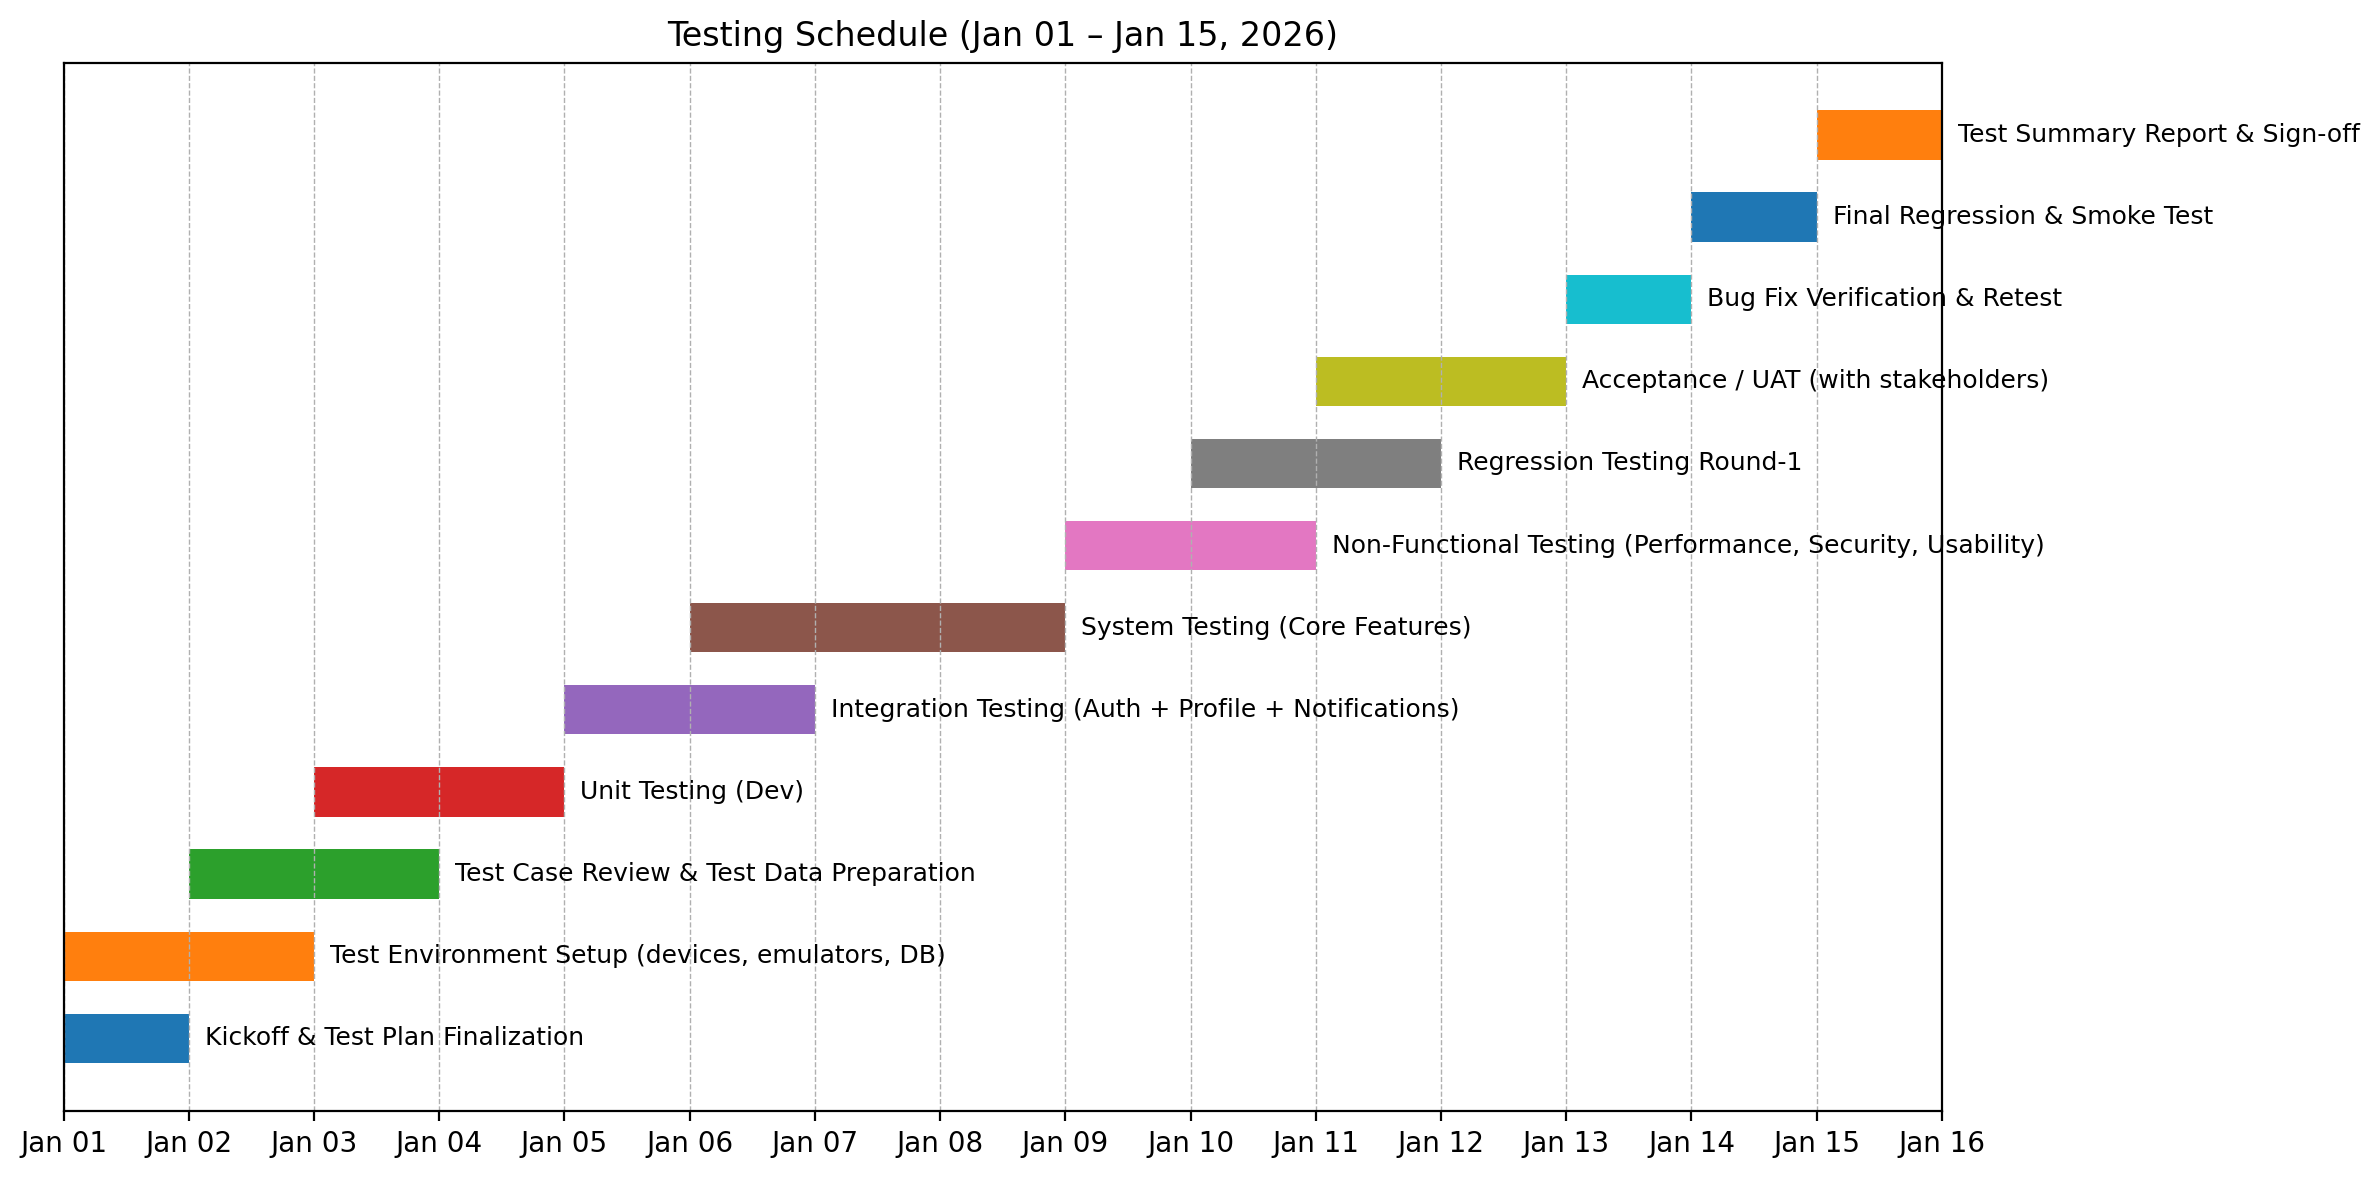 Testing Schedule (Jan 01 – Jan 15, 2026)
Test Summary Report & Sign-off
Final Regression & Smoke Test
Bug Fix Verification & Retest
Acceptance / UAT (with stakeholders)
Regression Testing Round-1
Non-Functional Testing (Performance, Security, Usability)
System Testing (Core Features)
Integration Testing (Auth + Profile + Notifications)
Unit Testing (Dev)
Test Case Review & Test Data Preparation
Test Environment Setup (devices, emulators, DB)
Kickoff & Test Plan Finalization
Jan 01 Jan 02 Jan 03 Jan 04 Jan 05 Jan 06 Jan 07 Jan 08 Jan 09 Jan 10 Jan 11 Jan 12 Jan 13 Jan 14 Jan 15 Jan 16